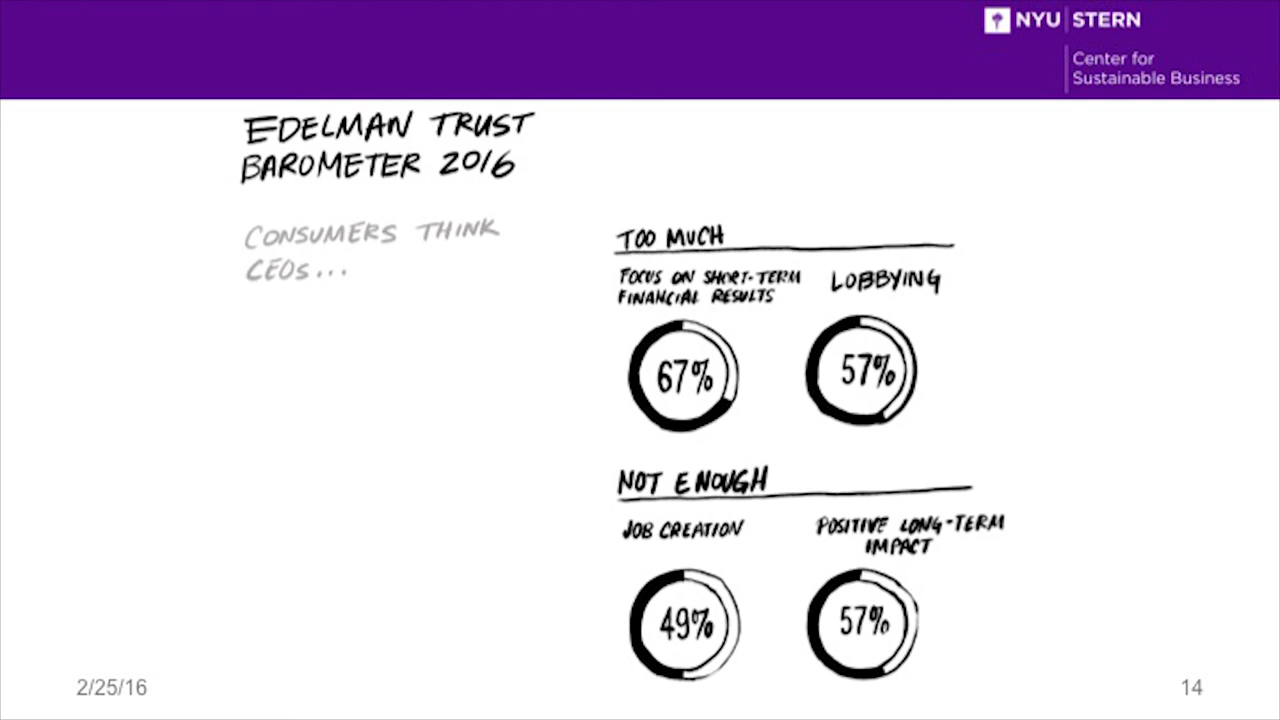 NYU STERN
Center for
Sustainable Business
EDELMAN TRUST
BAROMETER 2016
CONSUMERS THINK
CEOs...
TOO MUCH
FOCUS ON SHORT-TERM
FINANCIAL RESULTS
LOBBYING
67%
57%
NOT ENOUGH
JOB CREATION
POSITIVE LONG-TERM
IMPACT
49%
57%
2/25/16
14